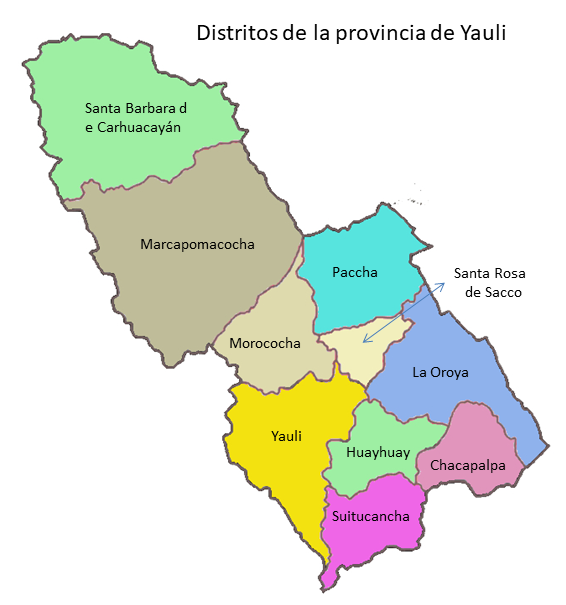 Distritos de la provincia de Yauli
Santa Barbara d
e Carhuacayán
Marcapomacocha
Paccha
Santa Rosa
de Sacco
Morococha
La Oroya
Yauli
Huayhuay
Chacapalpa
Suitucancha